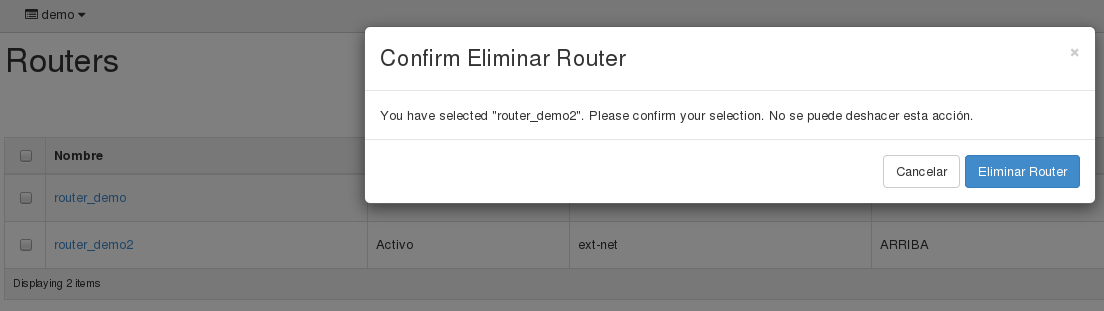 demo
Routers
Confirm Eliminar Router
×
You have selected "router_demo2". Please confirm your selection. No se puede deshacer esta acción.
Cancelar Eliminar Router
Nombre
router_demo
router_demo2 Activo ext-net ARRIBA
Displaying 2 items